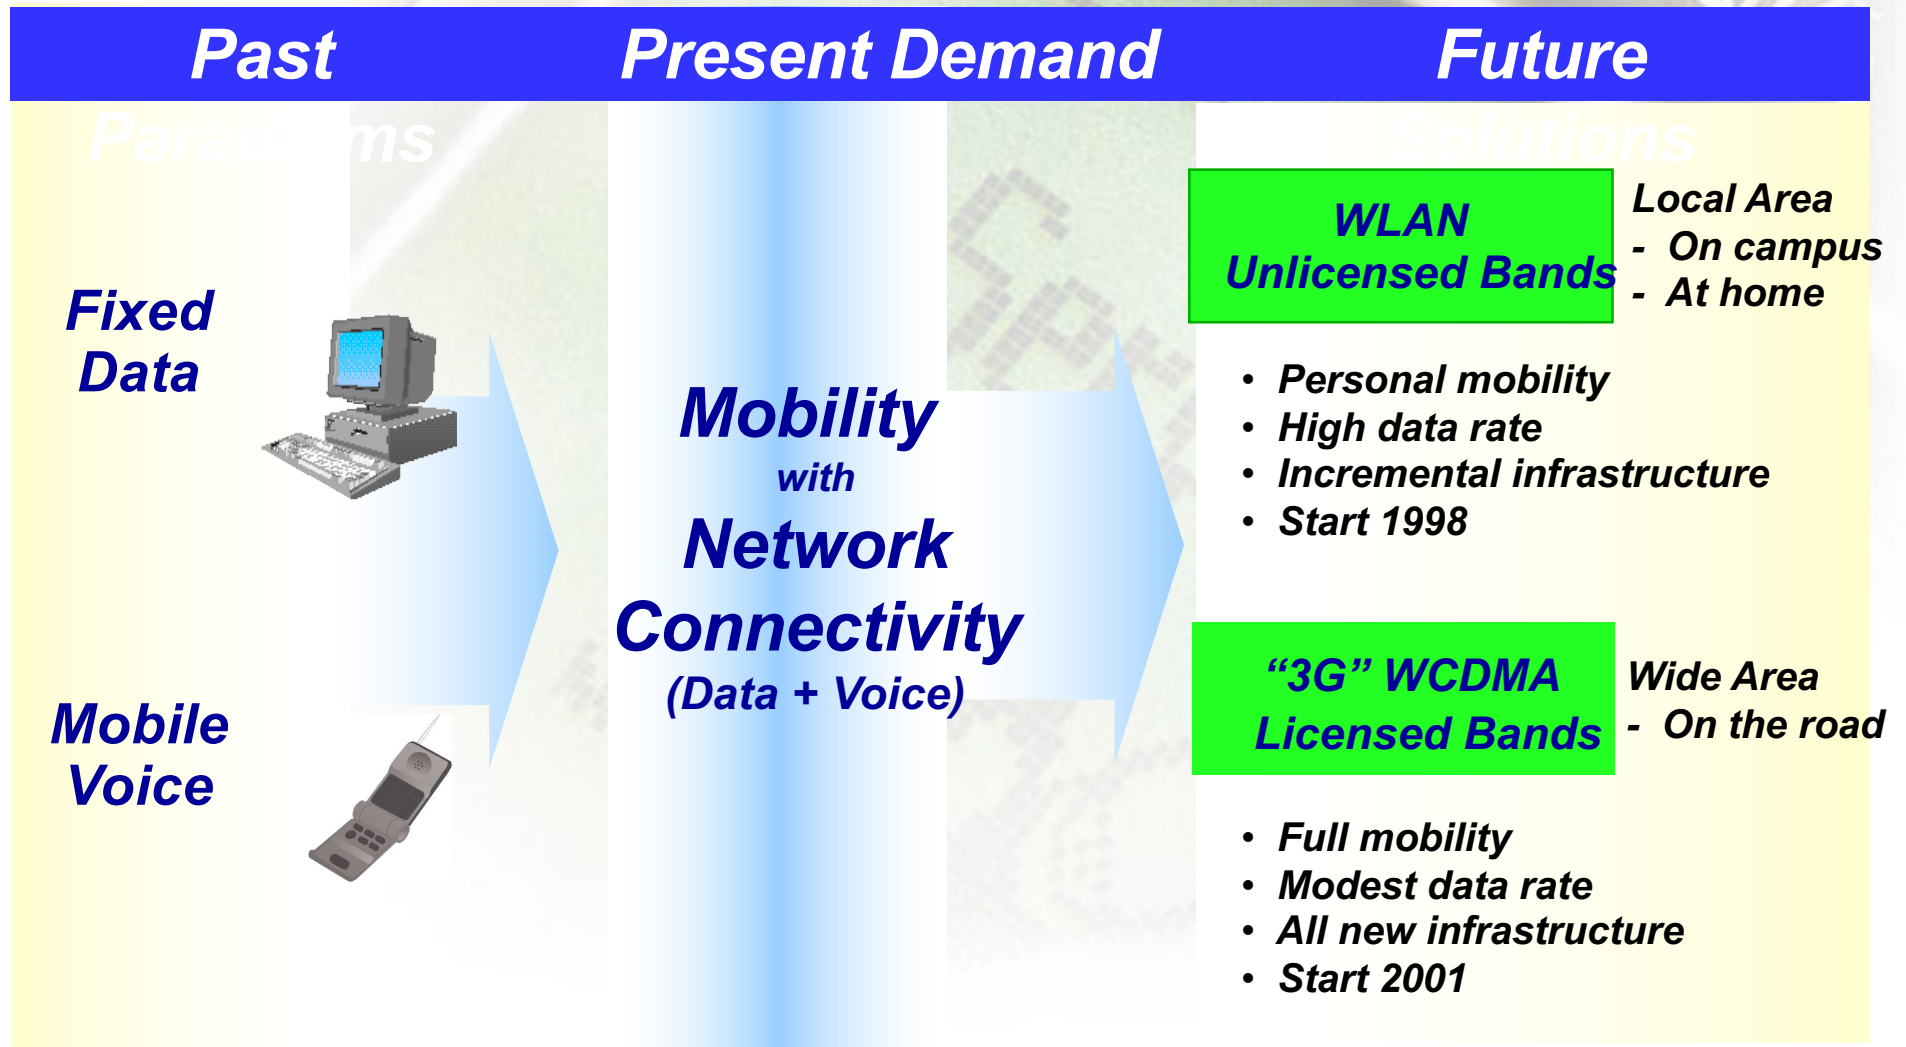 Past
Paradigms
Present Demand
Future
Solutions
Fixed
Data
Mobile
Voice
Mobility
with
Network
Connectivity
(Data + Voice)
WLAN
Unlicensed Bands
Local Area
- On campus
- At home
• Personal mobility
• High data rate
• Incremental infrastructure
• Start 1998
“3G” WCDMA
Licensed Bands
Wide Area
- On the road
• Full mobility
• Modest data rate
• All new infrastructure
• Start 2001